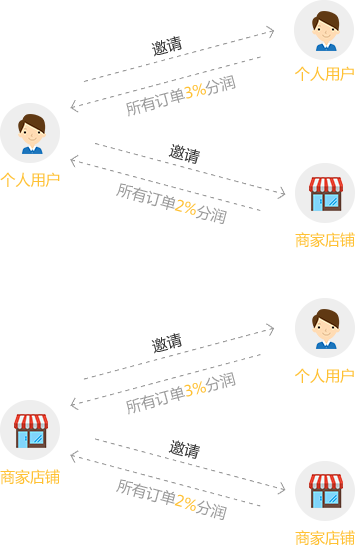 邀请
所有订单3%分润
个人用户
个人用户
邀请
所有订单2%分润
商家店铺
邀请
所有订单3%分润
个人用户
商家店铺
邀请
所有订单2%分润
商家店铺